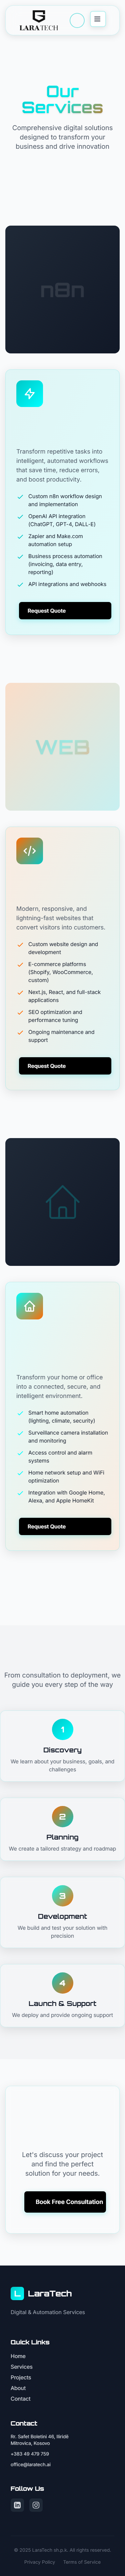 LARATECH
Our
Services
Comprehensive digital solutions
designed to transform your
business and drive innovation
n8n
Transform repetitive tasks into
intelligent, automated workflows
that save time, reduce errors,
and boost productivity.
Custom n8n workflow design
and implementation
OpenAI API integration
(ChatGPT, GPT-4, DALL-E)
Zapier and Make.com
automation setup
Business process automation
(invoicing, data entry,
reporting)
API integrations and webhooks
Request Quote
WEB
Modern, responsive, and
lightning-fast websites that
convert visitors into customers.
Custom website design and
development
E-commerce platforms
(Shopify, WooCommerce,
custom)
Next.js, React, and full-stack
applications
SEO optimization and
performance tuning
Ongoing maintenance and
support
Request Quote
Transform your home or office
into a connected, secure, and
intelligent environment.
Smart home automation
(lighting, climate, security)
Surveillance camera installation
and monitoring
Access control and alarm
systems
Home network setup and WiFi
optimization
Integration with Google Home,
Alexa, and Apple HomeKit
Request Quote
From consultation to deployment, we
guide you every step of the way
1
Discovery
We learn about your business, goals, and
challenges
2
Planning
We create a tailored strategy and roadmap
3
Development
We build and test your solution with
precision
4
Launch & Support
We deploy and provide ongoing support
Let's discuss your project
and find the perfect
solution for your needs.
Book Free Consultation
L LaraTech
Digital & Automation Services
Quick Links
Home
Services
Projects
About
Contact
Contact
Rr. Safet Boletini 46, Iliridë
Mitrovica, Kosovo
+383 49 479 759
office@laratech.al
Follow Us
© 2025 LaraTech sh.p.k. All rights reserved.
Privacy Policy Terms of Service